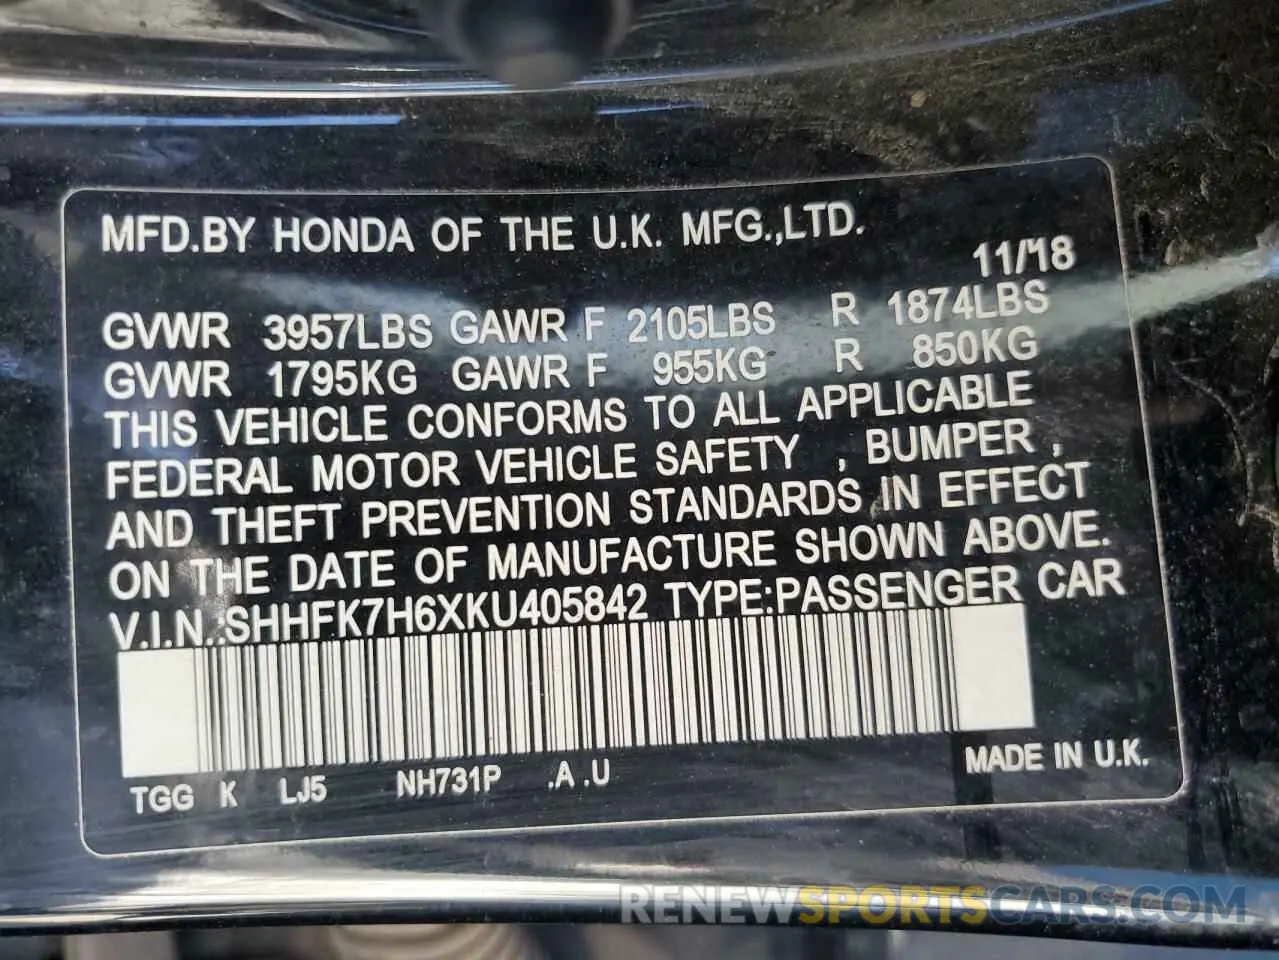 MFD.BY HONDA OF THE U.K. MFG.,LTD.
11/'18
GVWR 3957LBS GAWR F 2105LBS R 1874LBS
GVWR 1795KG GAWR F 955KG R 850KG
THIS VEHICLE CONFORMS TO ALL APPLICABLE
FEDERAL MOTOR VEHICLE SAFETY , BUMPER ,
AND THEFT PREVENTION STANDARDS IN EFFECT
ON THE DATE OF MANUFACTURE SHOWN ABOVE.
V.I.N.:SHHFK7H6XKU405842 TYPE:PASSENGER CAR
TGG K LJ5 NH731P .A .U
MADE IN U.K.
RENEWSPORTSCARS.COM